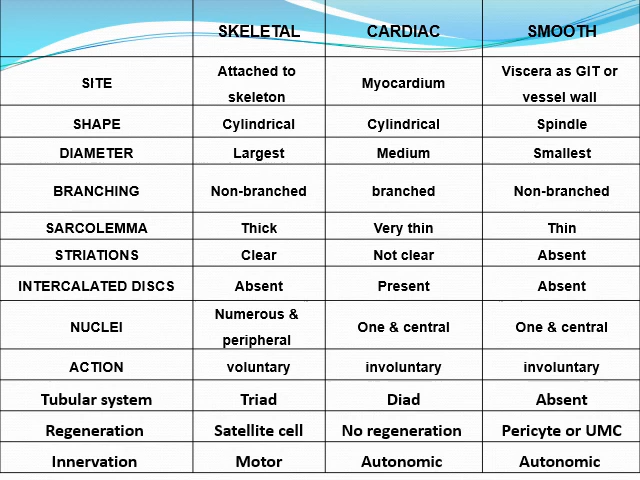 SKELETAL CARDIAC SMOOTH
SITE Attached to skeleton Myocardium Viscera as GIT or vessel wall
SHAPE Cylindrical Cylindrical Spindle
DIAMETER Largest Medium Smallest
BRANCHING Non-branched branched Non-branched
SARCOLEMMA Thick Very thin Thin
STRIATIONS Clear Not clear Absent
INTERCALATED DISCS Absent Present Absent
NUCLEI Numerous & peripheral One & central One & central
ACTION voluntary involuntary involuntary
Tubular system Triad Diad Absent
Regeneration Satellite cell No regeneration Pericyte or UMC
Innervation Motor Autonomic Autonomic